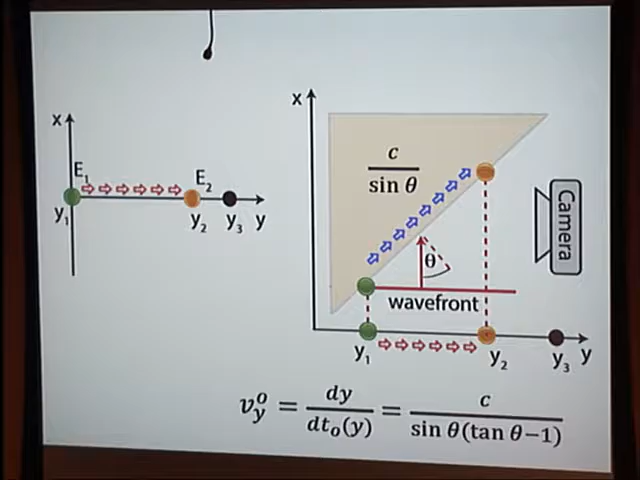 x
E₁
E₂
y₁
y₂
y₃
y
x
c / sin θ
θ
wavefront
Camera
y₁
y₂
y₃
y
v_y^o = dy / dt_o(y) = c / sin θ(tan θ−1)